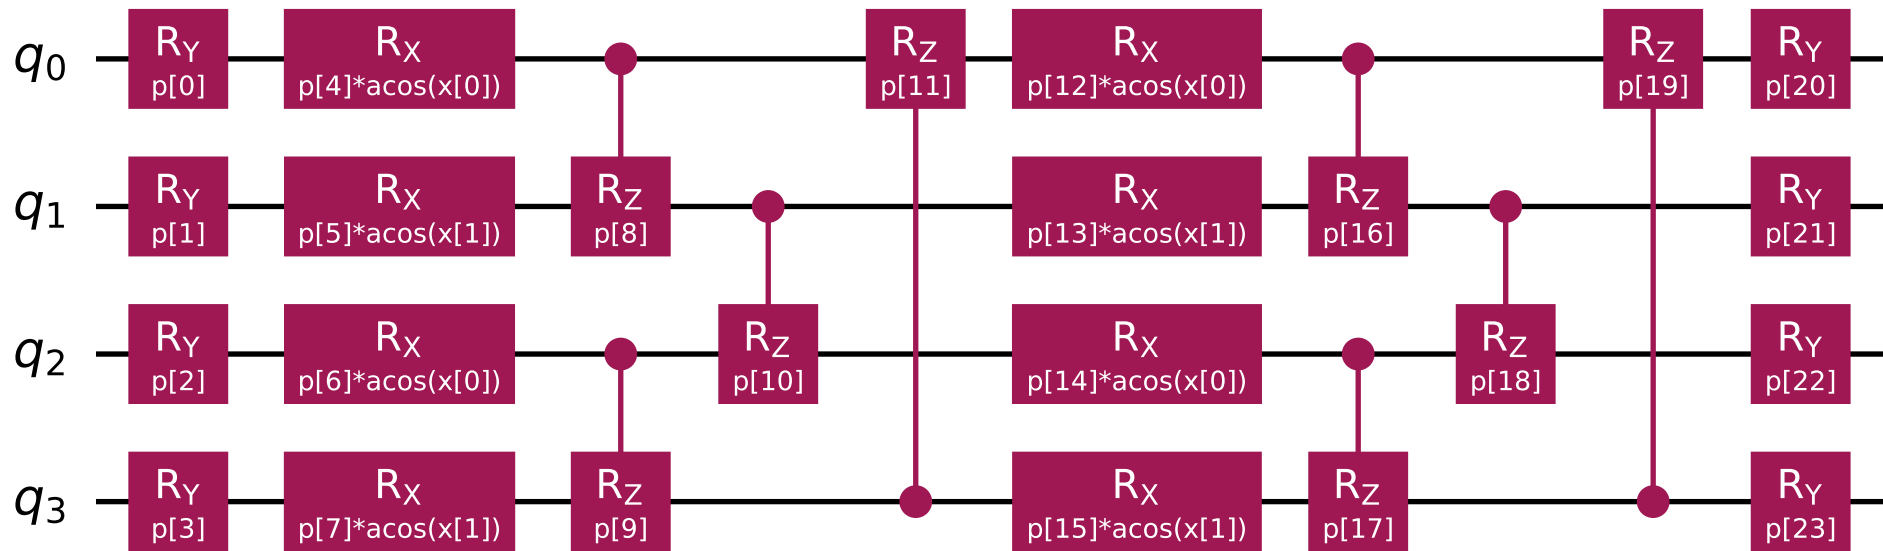 q0 RY RX RZ RX RZ RY
p[0] p[4]*acos(x[0]) p[11] p[12]*acos(x[0]) p[19] p[20]
q1 RY RX RZ RX RZ RY
p[1] p[5]*acos(x[1]) p[8] p[13]*acos(x[1]) p[16] p[21]
q2 RY RX RZ RX RZ RY
p[2] p[6]*acos(x[0]) p[10] p[14]*acos(x[0]) p[18] p[22]
q3 RY RX RZ RX RZ RY
p[3] p[7]*acos(x[1]) p[9] p[15]*acos(x[1]) p[17] p[23]